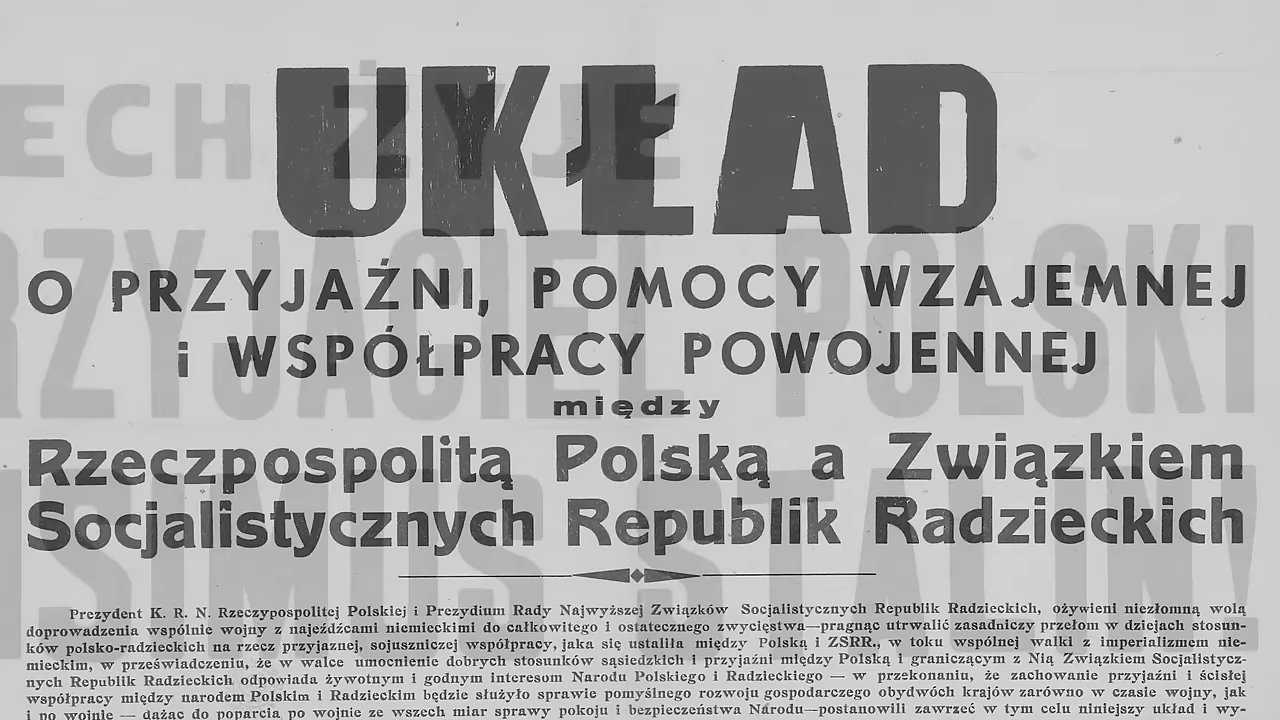 UKŁAD
O PRZYJAŹNI, POMOCY WZAJEMNEJ
i WSPÓŁPRACY POWOJENNEJ
między
Rzeczpospolitą Polską a Związkiem
Socjalistycznych Republik Radzieckich
Prezydent K. R. N. Rzeczypospolitej Polskiej i Prezydium Rady Najwyższej Związków Socjalistycznych Republik Radzieckich, ożywieni niezłomną wolą
doprowadzenia wspólnie wojny z najeźdźcami niemieckimi do całkowitego i ostatecznego zwycięstwa—pragnąc utrwalić zasadniczy przełom w dziejach stosun-
ków polsko-radzieckich na rzecz przyjaznej, sojuszniczej współpracy, jaka się ustaliła między Polską i ZSRR., w toku wspólnej walki z imperializmem nie-
mieckim, w przeświadczeniu, że w walce umocnienie dobrych stosunków sąsiedzkich i przyjaźni między Polską i graniczącym z Nią Związkiem Socjalistycz-
nych Republik Radzieckich odpowiada żywotnym i godnym interesom Narodu Polskiego i Radzieckiego — w przekonaniu, że zachowanie przyjaźni i ścisłej
współpracy między narodem Polskim i Radzieckim będzie służyło sprawie pomyślnego rozwoju gospodarczego obydwóch krajów zarówno w czasie wojny, jak
i po wojnie — dążąc do poparcia po wojnie ze wszech miar sprawy pokoju i bezpieczeństwa Narodu—postanowili zawrzeć w tym celu niniejszy układ i wy-
ECH ŻYJE
RZYJACIEL POLSKI
SIMUS STALIN!